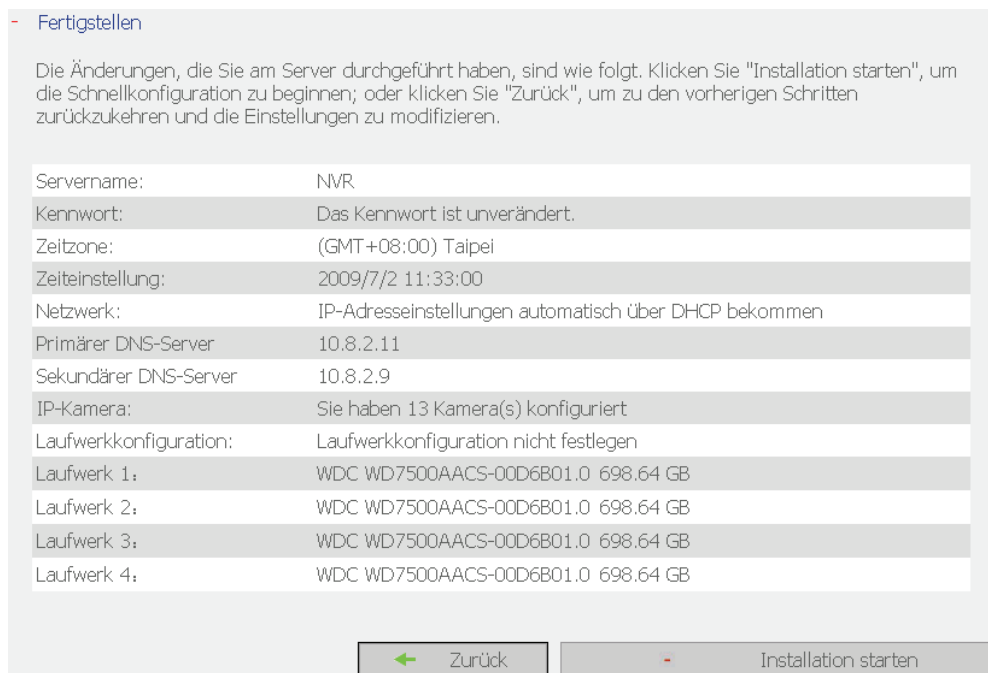 - Fertigstellen
Die Änderungen, die Sie am Server durchgeführt haben, sind wie folgt. Klicken Sie "Installation starten", um
die Schnellkonfiguration zu beginnen; oder klicken Sie "Zurück", um zu den vorherigen Schritten
zurückzukehren und die Einstellungen zu modifizieren.
Servername: NVR
Kennwort: Das Kennwort ist unverändert.
Zeitzone: (GMT+08:00) Taipei
Zeiteinstellung: 2009/7/2 11:33:00
Netzwerk: IP-Adresseinstellungen automatisch über DHCP bekommen
Primärer DNS-Server 10.8.2.11
Sekundärer DNS-Server 10.8.2.9
IP-Kamera: Sie haben 13 Kamera(s) konfiguriert
Laufwerkkonfiguration: Laufwerkkonfiguration nicht festlegen
Laufwerk 1: WDC WD7500AACS-00D6B01.0 698.64 GB
Laufwerk 2: WDC WD7500AACS-00D6B01.0 698.64 GB
Laufwerk 3: WDC WD7500AACS-00D6B01.0 698.64 GB
Laufwerk 4: WDC WD7500AACS-00D6B01.0 698.64 GB
Zurück - Installation starten